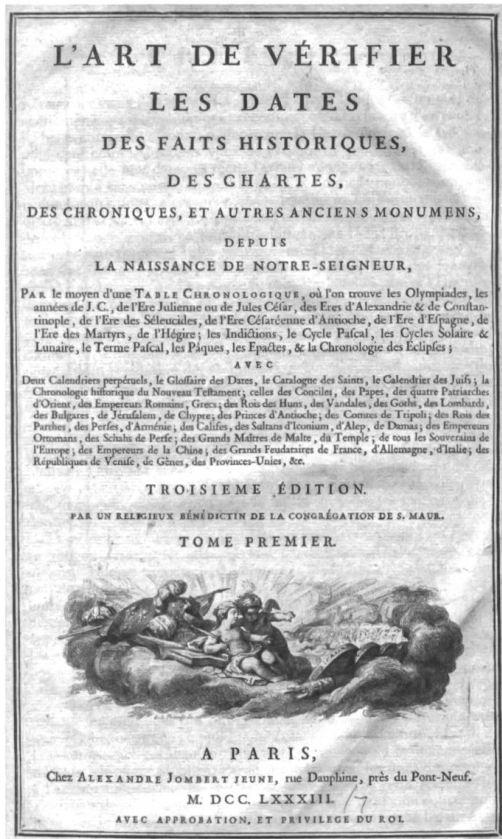 L'ART DE VÉRIFIER
LES DATES
DES FAITS HISTORIQUES,
DES CHARTES,
DES CHRONIQUES, ET AUTRES ANCIENS MONUMENS,
DEPUIS
LA NAISSANCE DE NOTRE-SEIGNEUR,
PAR le moyen d'une TABLE CHRONOLOGIQUE, où l'on trouve les Olympiades, les
années de J. C., de l'Ere Julienne ou de Jules César, des Eres d'Alexandrie & de Constan-
tinople, de l'Ere des Séleucides, de l'Ere Césaréenne d'Antioche, de l'Ere d'Espagne, de
l'Ere des Martyrs, de l'Hégire; les Indictions, le Cycle Pascal, les Cycles Solaire &
Lunaire, le Terme Pascal, les Pâques, les Epactes, & la Chronologie des Eclipses;
AVEC
Deux Calendriers perpétuels, le Glossaire des Dates, le Catalogue des Saints, le Calendrier des Juifs; la
Chronologie historique du Nouveau Testament; celles des Conciles, des Papes, des quatre Patriarches
d'Orient, des Empereurs Romains, Grecs; des Rois des Huns, des Vandales, des Goths, des Lombards,
des Bulgares, de Jérusalem, de Chypre; des Princes d'Antioche; des Comtes de Tripoli; des Rois des
Parthes, des Perses, d'Arménie; des Califes, des Sultans d'Iconium, d'Alep, de Damas; des Empereurs
Ottomans, des Schahs de Perse; des Grands Maîtres de Malte, du Temple; de tous les Souverains de
l'Europe; des Empereurs de la Chine; des Grands Feudataires de France, d'Allemagne, d'Italie; des
Républiques de Venise, de Gênes, des Provinces-Unies, &c.
TROISIEME ÉDITION.
PAR UN RELIGIEUX BÉNÉDICTIN DE LA CONGRÉGATION DE S. MAUR.
TOME PREMIER.
A PARIS,
Chez ALEXANDRE JOMBERT JEUNE, rue Dauphine, près du Pont-Neuf.
M. DCC. LXXXIII.
AVEC APPROBATION, ET PRIVILEGE DU ROI.